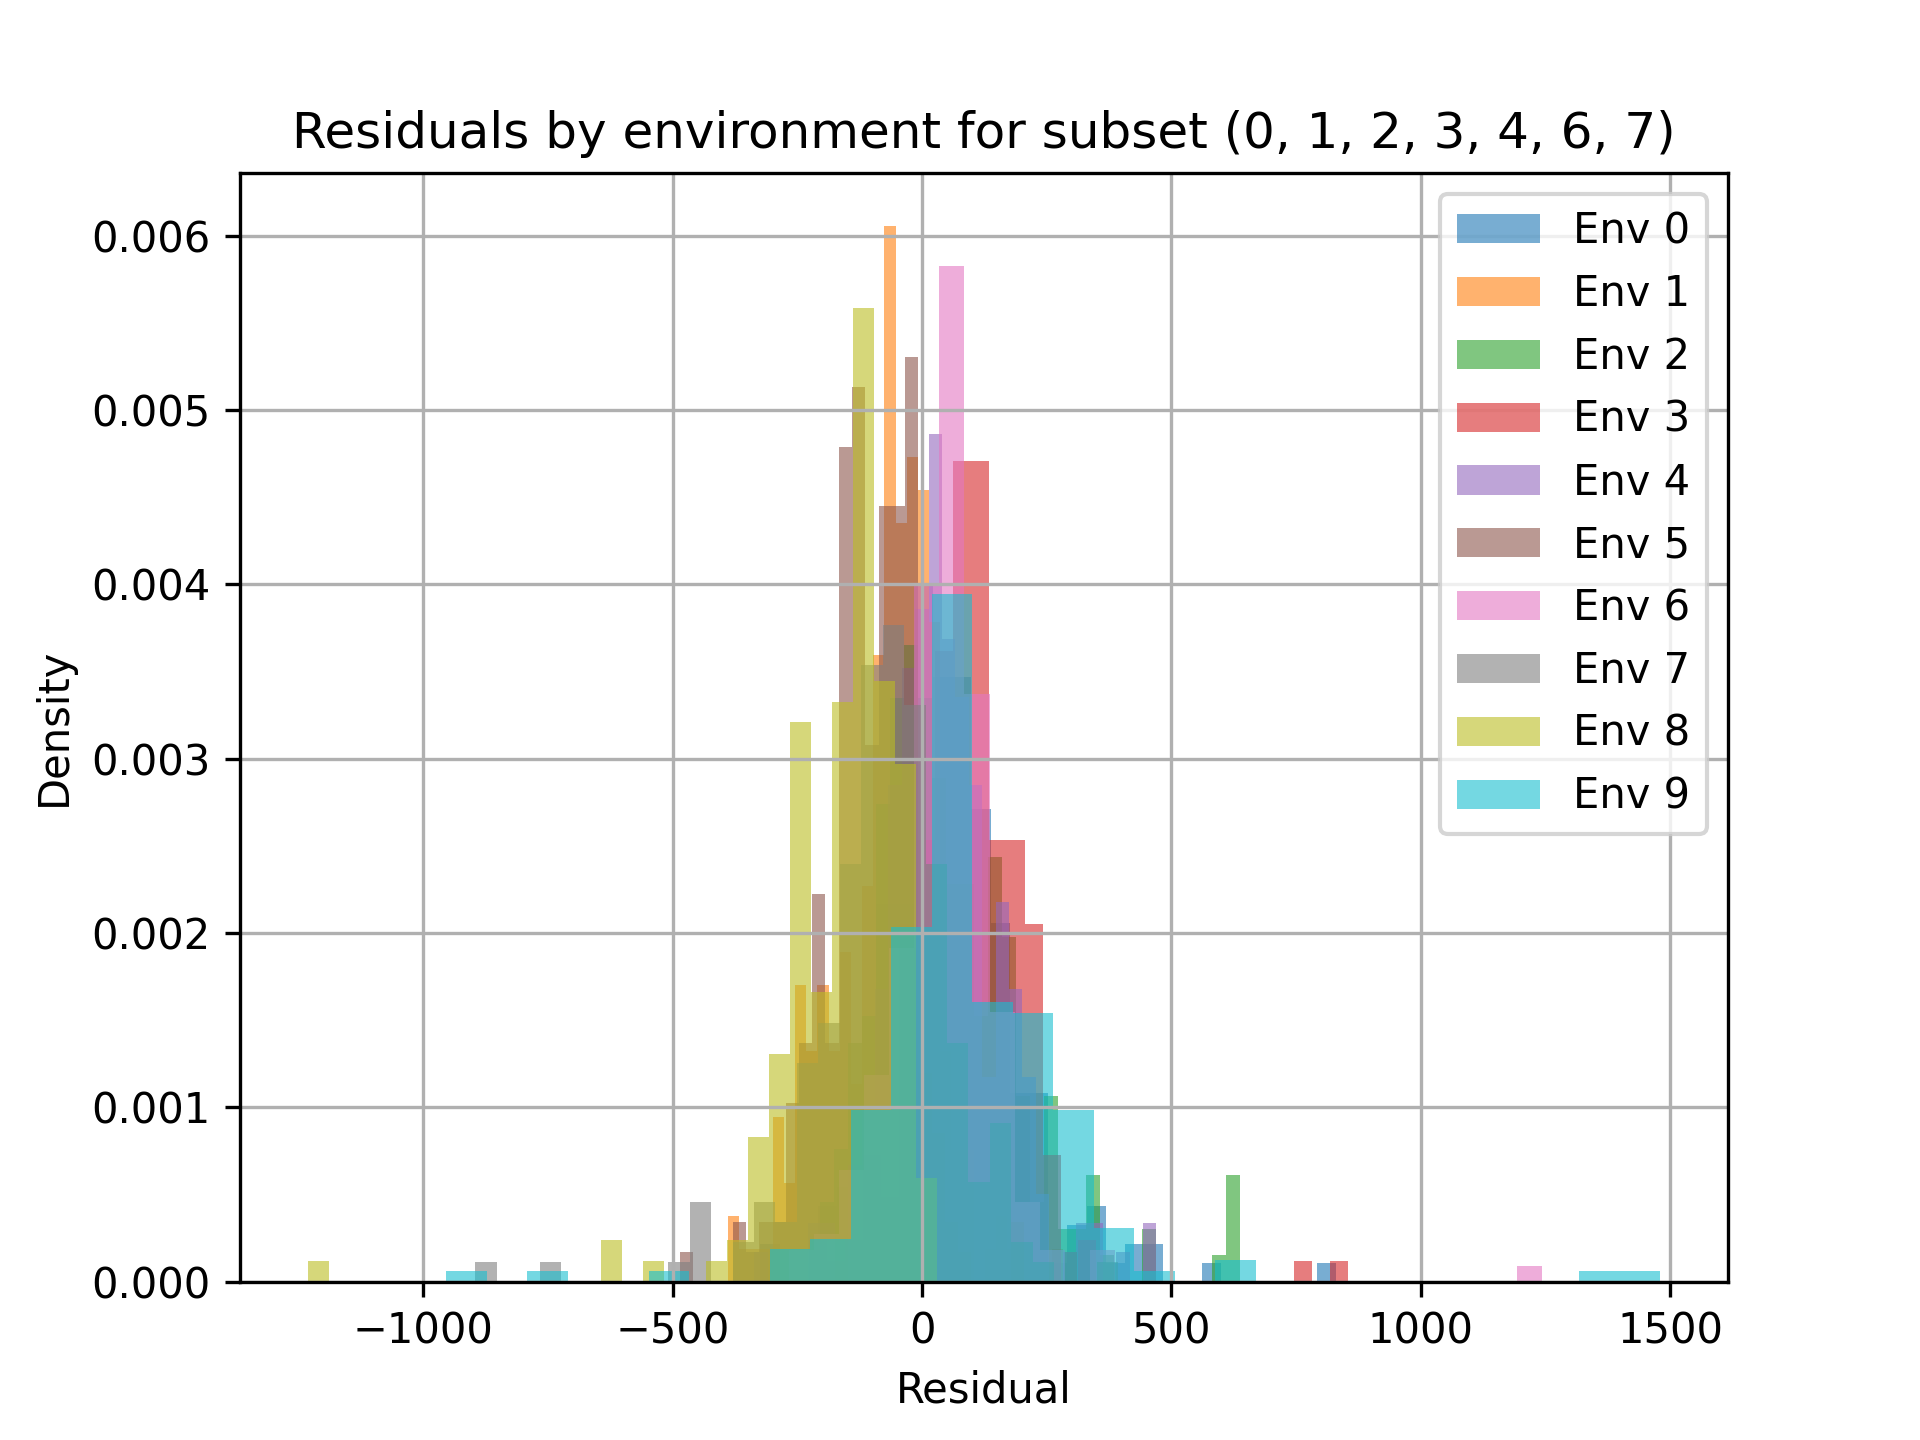 Residuals by environment for subset (0, 1, 2, 3, 4, 6, 7)
0.006
0.005
0.004
0.003
0.002
0.001
0.000
Density
−1000
−500
0
500
1000
1500
Residual
Env 0
Env 1
Env 2
Env 3
Env 4
Env 5
Env 6
Env 7
Env 8
Env 9